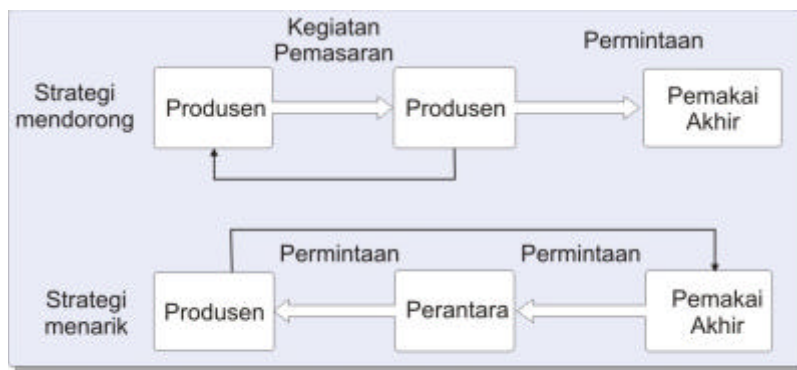 Kegiatan
Pemasaran
Permintaan
Strategi
mendorong
Produsen
Produsen
Pemakai
Akhir
Permintaan
Permintaan
Strategi
menarik
Produsen
Perantara
Pemakai
Akhir